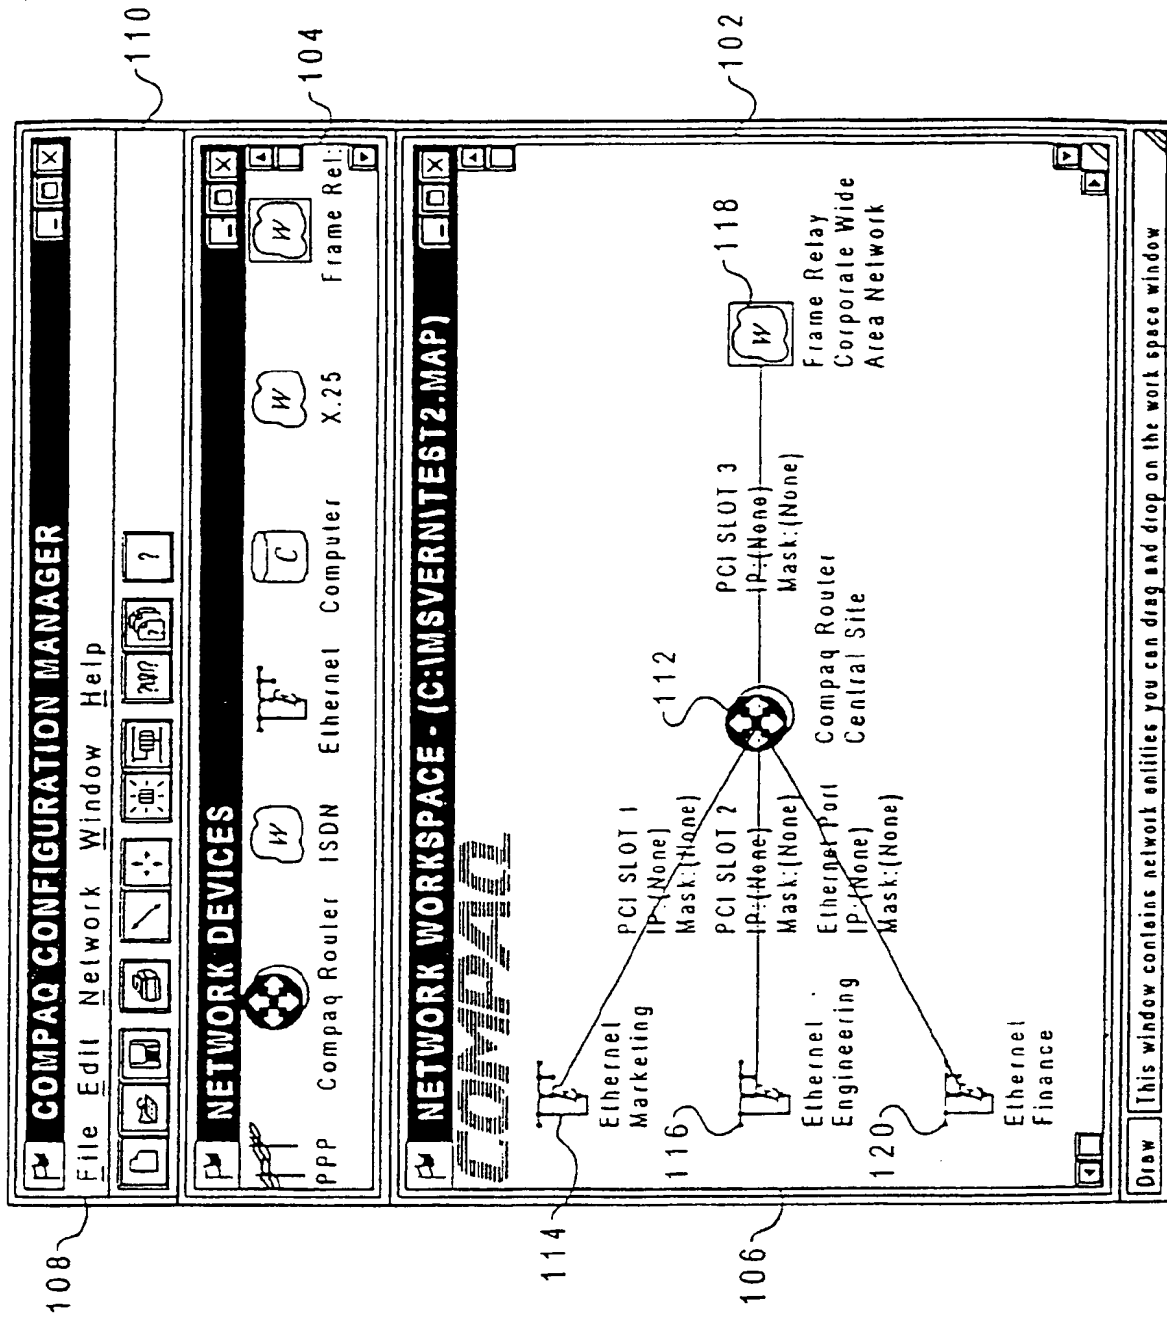 108
110
COMPAQ CONFIGURATION MANAGER
File Edit Network Window Help
?
104
NETWORK DEVICES
PPP
Compaq Router
W
ISDN
Ethernet
C
Computer
W
X.25
W
Frame Rel.
102
106
NETWORK WORKSPACE - (C:\MSVERN\TEST2.MAP)
COMPAQ
114
Ethernet
Marketing
116
Ethernet
Engineering
120
Ethernet
Finance
PCI SLOT 1
IP:(None)
Mask:(None)
PCI SLOT 2
IP:(None)
Mask:(None)
Ethernet Port
IP:(None)
Mask:(None)
112
Compaq Router
Central Site
PCI SLOT 3
IP:(None)
Mask:(None)
118
W
Frame Relay
Corporate Wide
Area Network
Draw
This window contains network entities you can drag and drop on the work space window